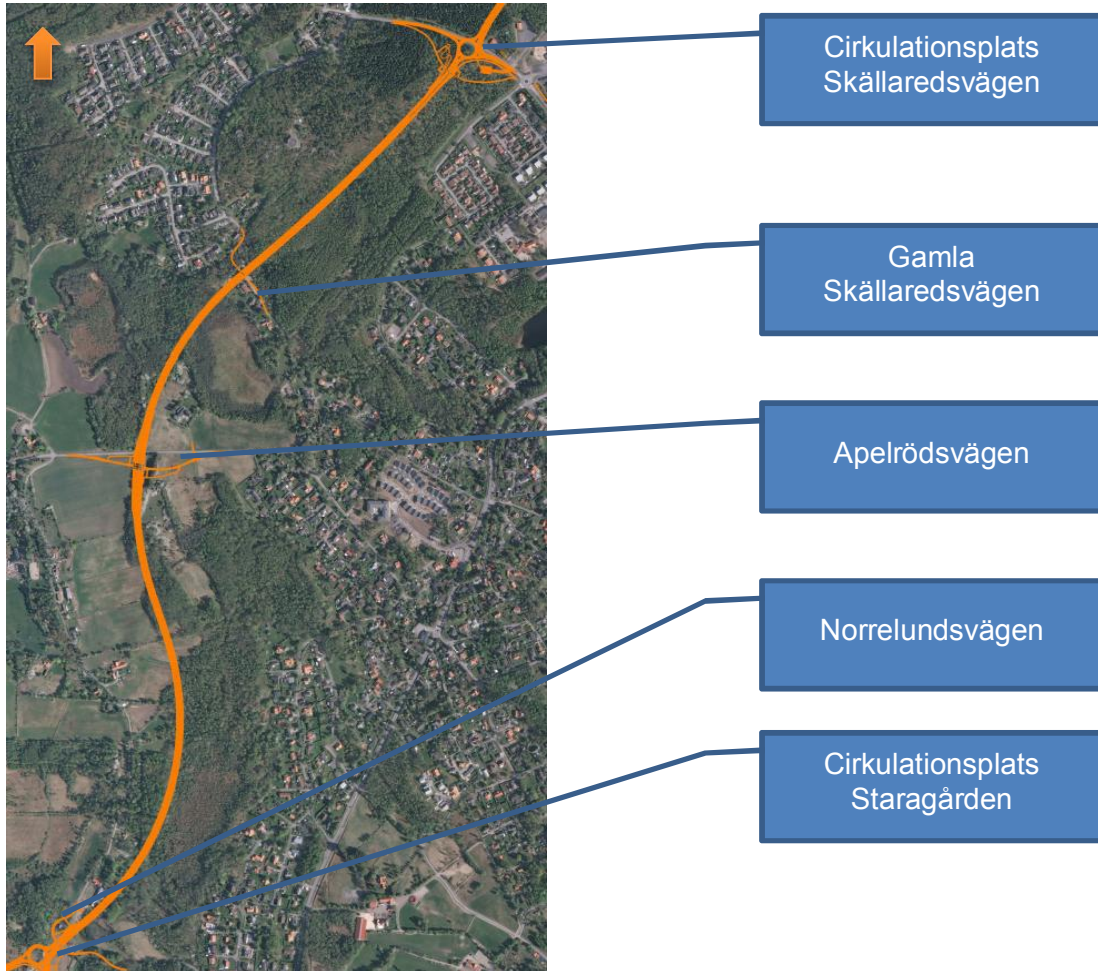 Cirkulationsplats
Skällaredsvägen
Gamla
Skällaredsvägen
Apelrödsvägen
Norrelundsvägen
Cirkulationsplats
Staragården